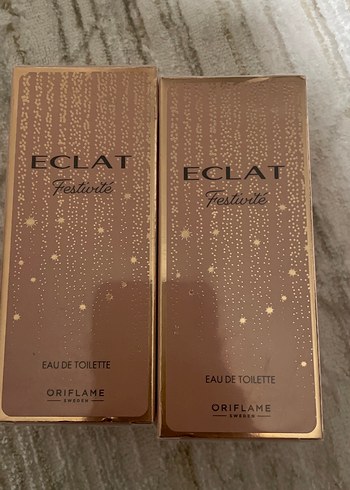 ECLAT
Festivité
EAU DE TOILETTE
ORIFLAME
SWEDEN
ECLAT
Festivité
EAU DE TOILETTE
ORIFLAME
SWEDEN